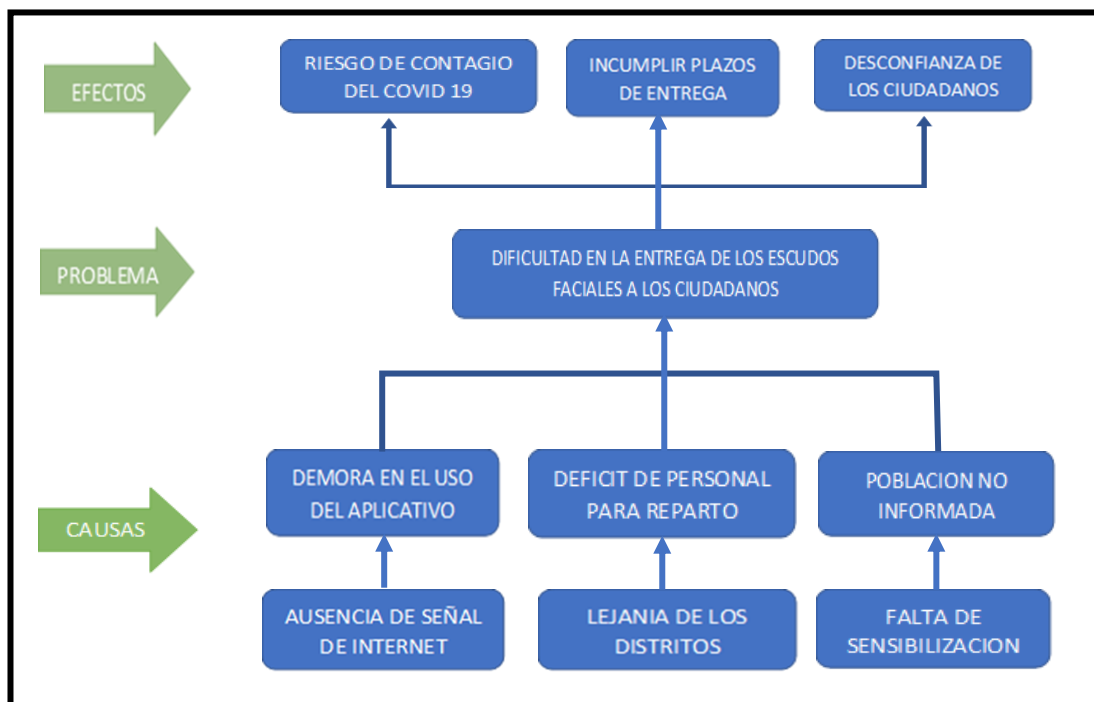 EFECTOS
RIESGO DE CONTAGIO
DEL COVID 19
INCUMPLIR PLAZOS
DE ENTREGA
DESCONFIANZA DE
LOS CIUDADANOS
PROBLEMA
DIFICULTAD EN LA ENTREGA DE LOS ESCUDOS
FACIALES A LOS CIUDADANOS
CAUSAS
DEMORA EN EL USO
DEL APLICATIVO
DEFICIT DE PERSONAL
PARA REPARTO
POBLACION NO
INFORMADA
AUSENCIA DE SEÑAL
DE INTERNET
LEJANIA DE LOS
DISTRITOS
FALTA DE
SENSIBILIZACION